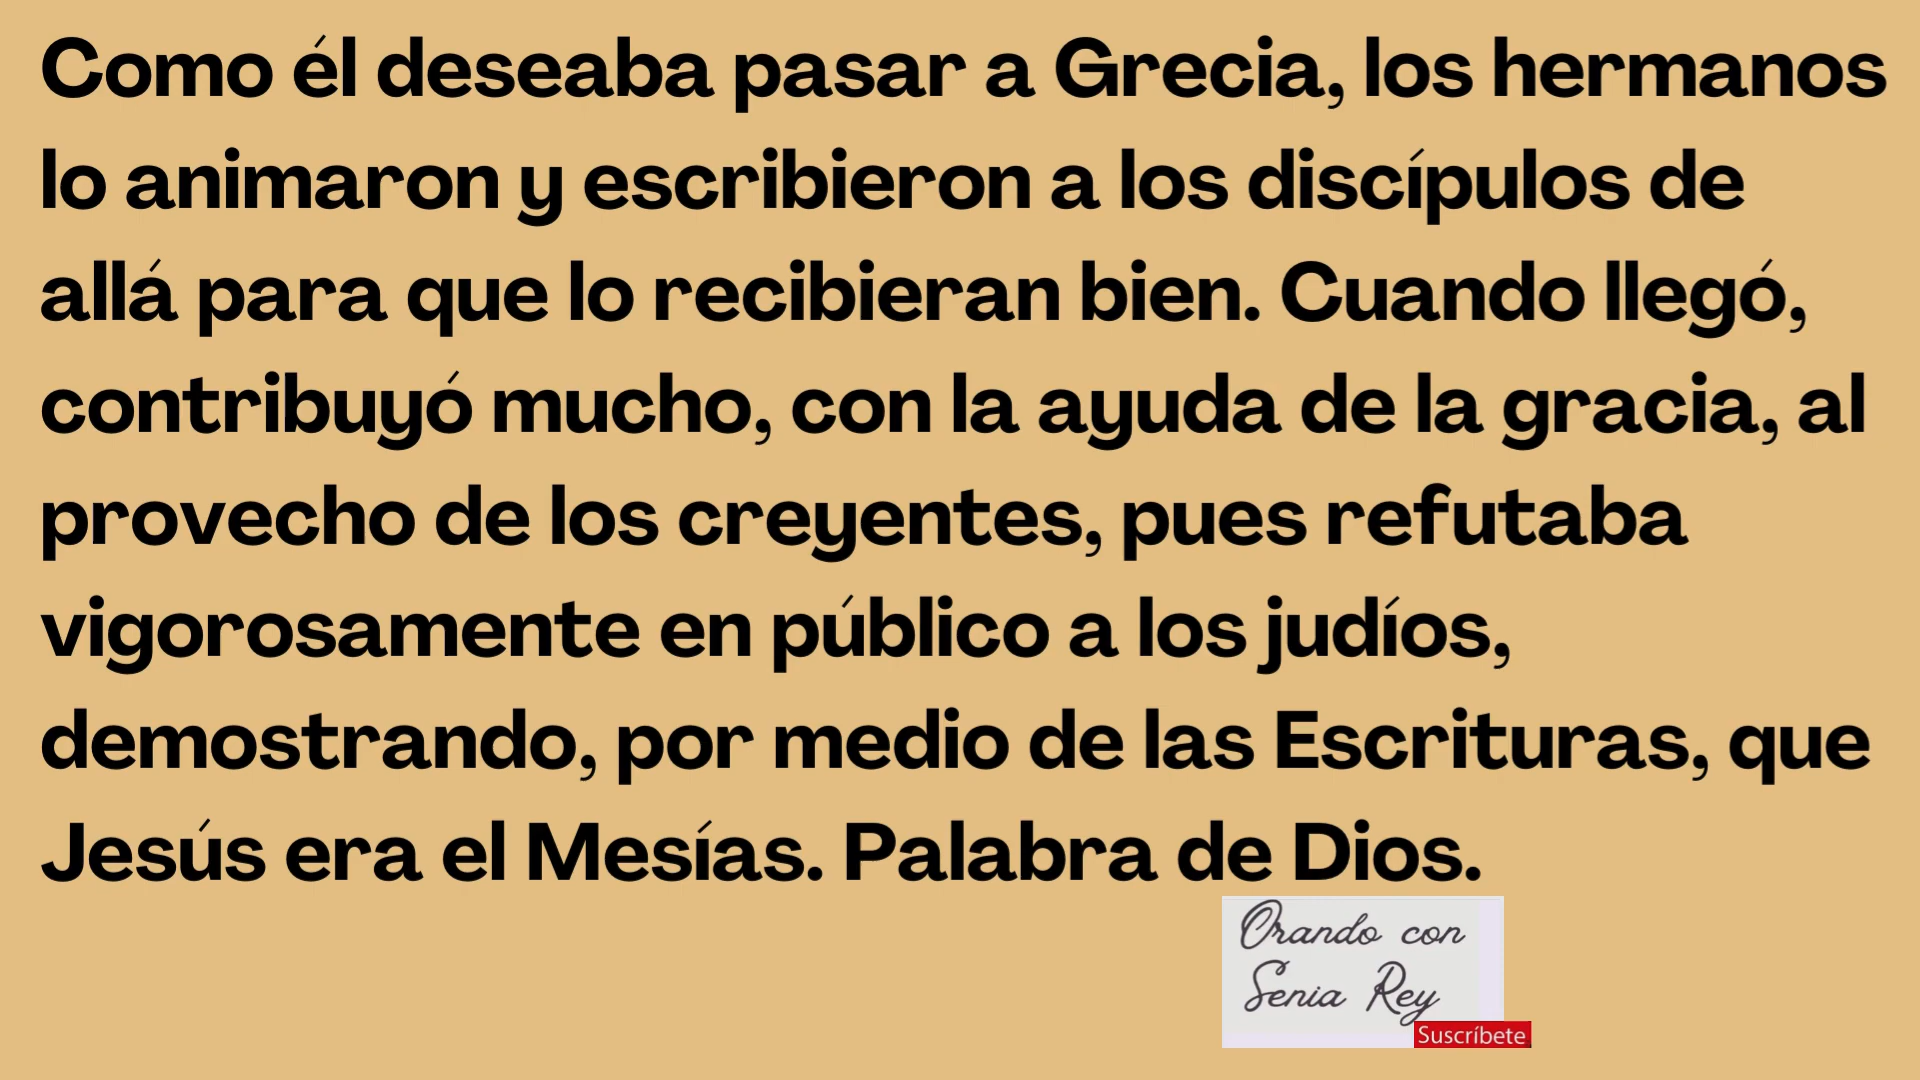 Como él deseaba pasar a Grecia, los hermanos
lo animaron y escribieron a los discípulos de
allá para que lo recibieran bien. Cuando llegó,
contribuyó mucho, con la ayuda de la gracia, al
provecho de los creyentes, pues refutaba
vigorosamente en público a los judíos,
demostrando, por medio de las Escrituras, que
Jesús era el Mesías. Palabra de Dios.
Orando con
Senia Rey
Suscríbete